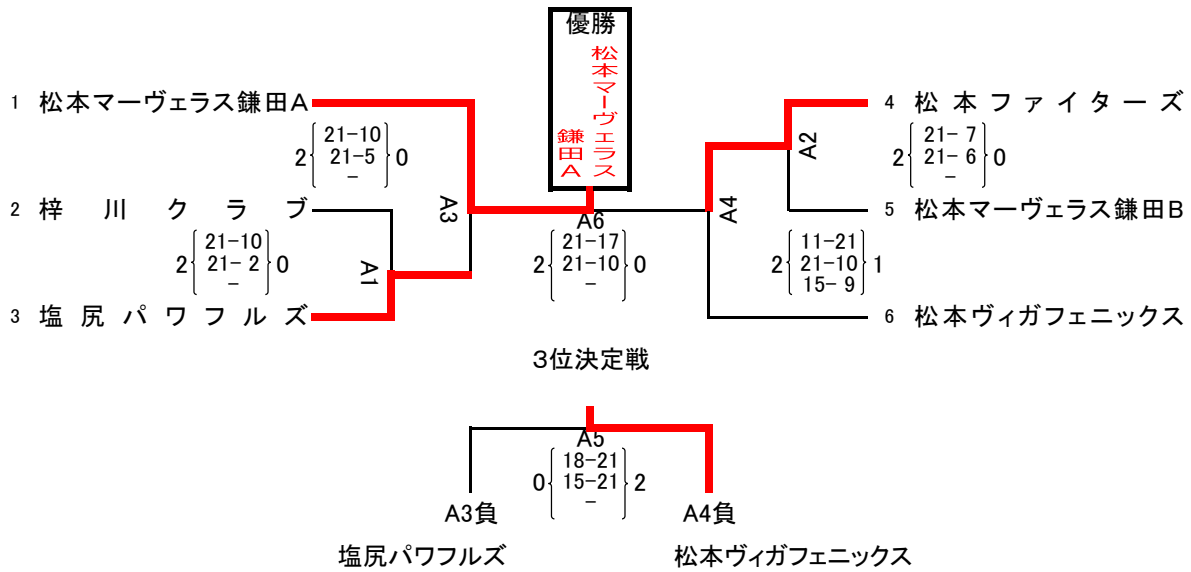 優勝
松本マーヴェラス
鎌田A
1 松本マーヴェラス鎌田A
2 21-10 0
21-5
-
2 梓川クラブ
2 21-10 0
21- 2
-
3 塩尻パワフルズ
A1
A3
A6
2 21-17 0
21-10
-
A4
A2
4 松本ファイターズ
2 21- 7 0
21- 6
-
5 松本マーヴェラス鎌田B
2 11-21 1
21-10
15- 9
6 松本ヴィガフェニックス
3位決定戦
A5
0 18-21 2
15-21
-
A3負
A4負
塩尻パワフルズ
松本ヴィガフェニックス